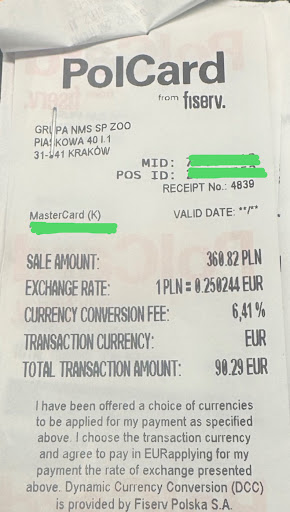 PolCard
from fiserv.
GRUPA NMS SP ZOO
PIASKOWA 40 l.1
KRAKÓW
MID:
POS ID:
RECEIPT No.: 4839
MasterCard (K) VALID DATE: **/**
SALE AMOUNT: 360.82 PLN
EXCHANGE RATE: 1 PLN = 0.250244 EUR
CURRENCY CONVERSION FEE: 6,41 %
TRANSACTION CURRENCY: EUR
TOTAL TRANSACTION AMOUNT: 90.29 EUR
I have been offered a choice of currencies
to be applied for my payment as specified
above. I choose the transaction currency
and agree to pay in EURapplying for my
payment the rate of exchange presented
above. Dynamic Currency Conversion (DCC)
is provided by Fiserv Polska S.A.